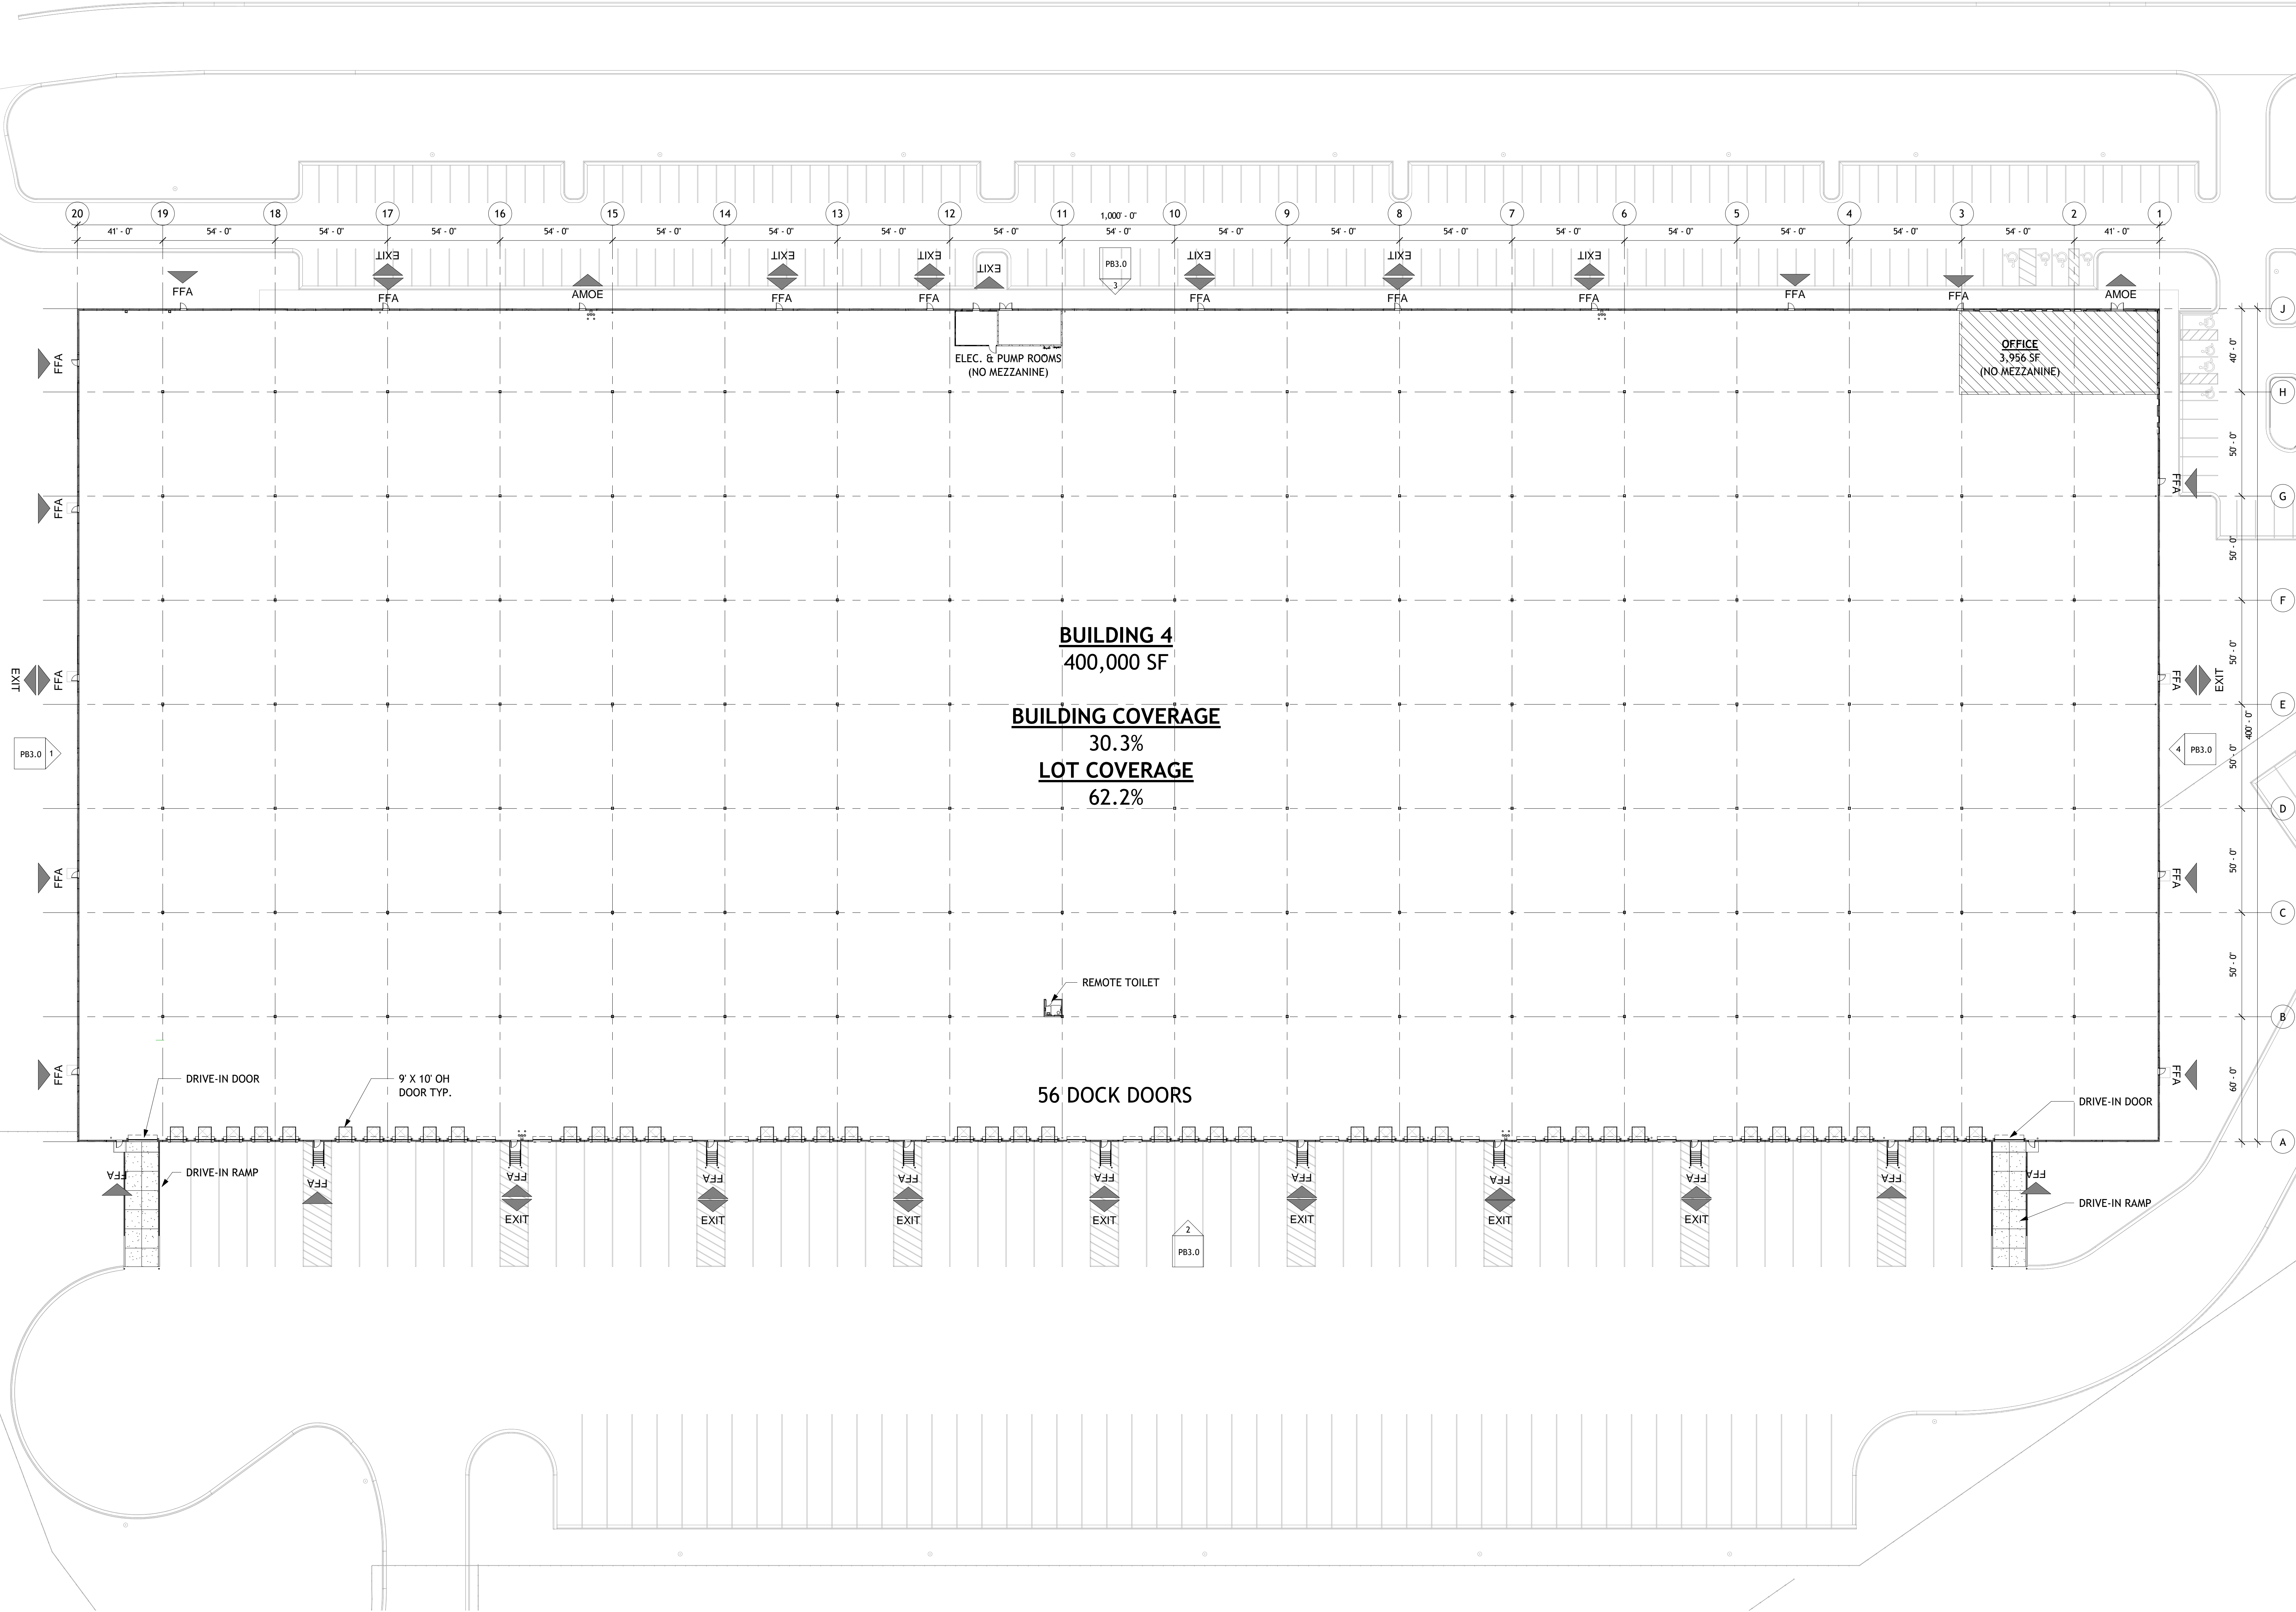 20 19 18 17 16 15 14 13 12 11 10 9 8 7 6 5 4 3 2 1
1,000' - 0"
41' - 0" 54' - 0" 54' - 0" 54' - 0" 54' - 0" 54' - 0" 54' - 0" 54' - 0" 54' - 0" 54' - 0" 54' - 0" 54' - 0" 54' - 0" 54' - 0" 54' - 0" 54' - 0" 54' - 0" 54' - 0" 41' - 0"
EXIT EXIT EXIT EXIT EXIT EXIT EXIT
PB3.0
3
FFA FFA AMOE FFA FFA FFA FFA FFA FFA FFA AMOE
J
40' - 0"
H
50' - 0"
G
50' - 0"
F
50' - 0"
E
400' - 0"
50' - 0"
D
50' - 0"
C
50' - 0"
B
60' - 0"
A
OFFICE
3,956 SF
(NO MEZZANINE)
ELEC. & PUMP ROOMS
(NO MEZZANINE)
FFA
FFA
FFA
EXIT FFA
FFA EXIT
BUILDING 4
400,000 SF
BUILDING COVERAGE
30.3%
LOT COVERAGE
62.2%
PB3.0 1
4 PB3.0
FFA
FFA
REMOTE TOILET
FFA
FFA
DRIVE-IN DOOR
9' X 10' OH
DOOR TYP.
56 DOCK DOORS
DRIVE-IN DOOR
DRIVE-IN RAMP
FFA FFA FFA FFA FFA FFA FFA FFA FFA FFA FFA
DRIVE-IN RAMP
EXIT EXIT EXIT EXIT EXIT EXIT EXIT
2
PB3.0